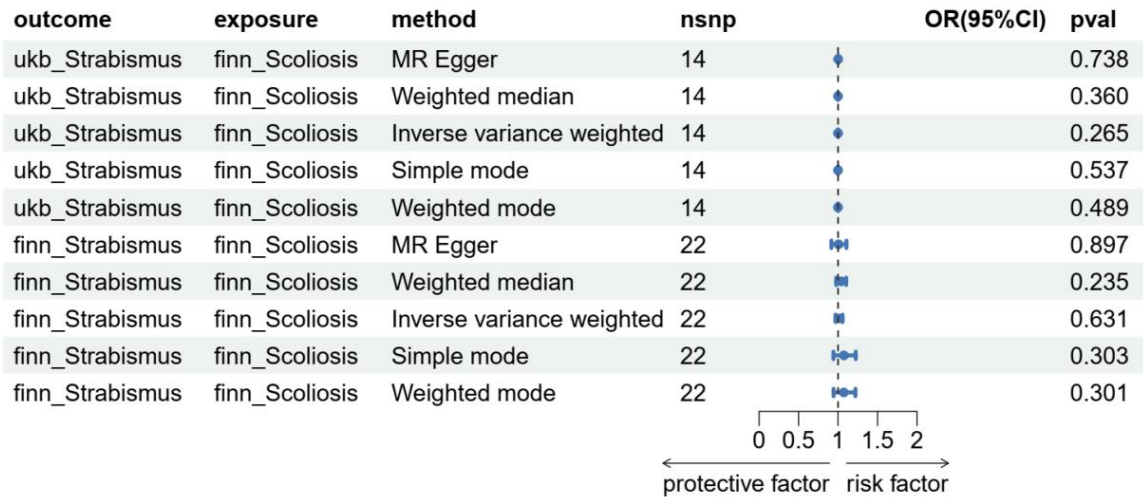 outcome exposure method nsnp OR(95%CI) pval
ukb_Strabismus finn_Scoliosis MR Egger 14 0.738
ukb_Strabismus finn_Scoliosis Weighted median 14 0.360
ukb_Strabismus finn_Scoliosis Inverse variance weighted 14 0.265
ukb_Strabismus finn_Scoliosis Simple mode 14 0.537
ukb_Strabismus finn_Scoliosis Weighted mode 14 0.489
finn_Strabismus finn_Scoliosis MR Egger 22 0.897
finn_Strabismus finn_Scoliosis Weighted median 22 0.235
finn_Strabismus finn_Scoliosis Inverse variance weighted 22 0.631
finn_Strabismus finn_Scoliosis Simple mode 22 0.303
finn_Strabismus finn_Scoliosis Weighted mode 22 0.301
0 0.5 1 1.5 2
protective factor risk factor